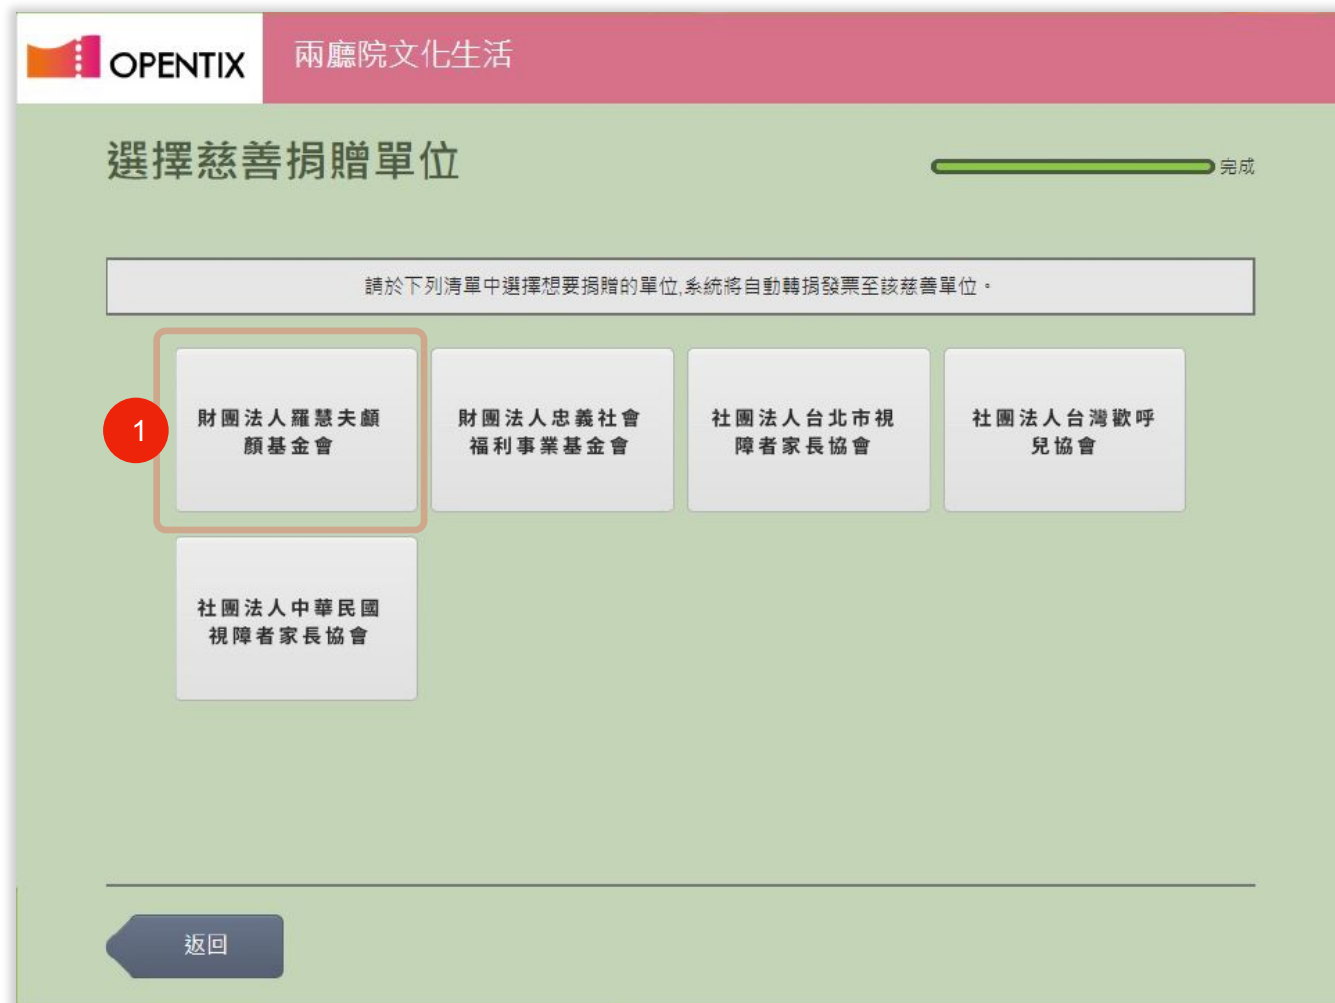 OPENTIX
兩廳院文化生活
選擇慈善捐贈單位
完成
請於下列清單中選擇想要捐贈的單位,系統將自動轉捐發票至該慈善單位。
1
財團法人羅慧夫顱
顏基金會
財團法人忠義社會
福利事業基金會
社團法人台北市視
障者家長協會
社團法人台灣歡呼
兒協會
社團法人中華民國
視障者家長協會
返回